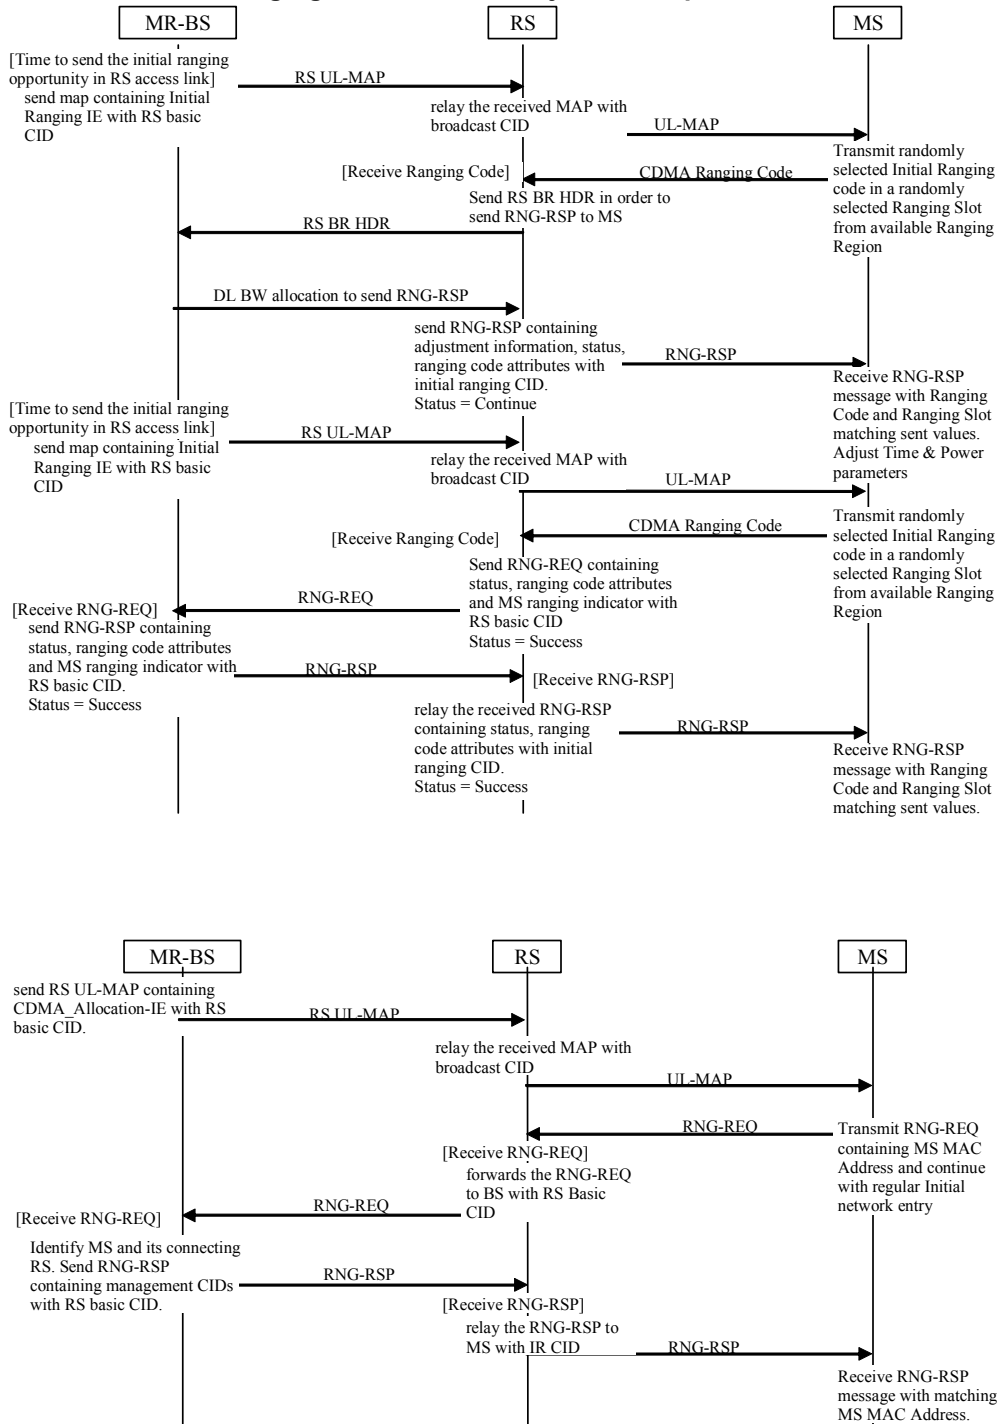 MR-BS
RS
MS
[Time to send the initial ranging
opportunity in RS access link]
send map containing Initial
Ranging IE with RS basic
CID
RS UL-MAP
relay the received MAP with
broadcast CID
UL-MAP
Transmit randomly
selected Initial Ranging
code in a randomly
selected Ranging Slot
from available Ranging
Region
CDMA Ranging Code
[Receive Ranging Code]
Send RS BR HDR in order to
send RNG-RSP to MS
RS BR HDR
DL BW allocation to send RNG-RSP
send RNG-RSP containing
adjustment information, status,
ranging code attributes with
initial ranging CID.
Status = Continue
RNG-RSP
Receive RNG-RSP
message with Ranging
Code and Ranging Slot
matching sent values.
Adjust Time & Power
parameters
[Time to send the initial ranging
opportunity in RS access link]
send map containing Initial
Ranging IE with RS basic
CID
RS UL-MAP
relay the received MAP with
broadcast CID
UL-MAP
Transmit randomly
selected Initial Ranging
code in a randomly
selected Ranging Slot
from available Ranging
Region
CDMA Ranging Code
[Receive Ranging Code]
Send RNG-REQ containing
status, ranging code attributes
and MS ranging indicator with
RS basic CID
Status = Success
RNG-REQ
[Receive RNG-REQ]
send RNG-RSP containing
status, ranging code attributes
and MS ranging indicator with
RS basic CID.
Status = Success
RNG-RSP
[Receive RNG-RSP]
relay the received RNG-RSP
containing status, ranging
code attributes with initial
ranging CID.
Status = Success
RNG-RSP
Receive RNG-RSP
message with Ranging
Code and Ranging Slot
matching sent values.
MR-BS
RS
MS
send RS UL-MAP containing
CDMA_Allocation-IE with RS
basic CID.
RS UL-MAP
relay the received MAP with
broadcast CID
UL-MAP
Transmit RNG-REQ
containing MS MAC
Address and continue
with regular Initial
network entry
RNG-REQ
[Receive RNG-REQ]
forwards the RNG-REQ
to BS with RS Basic
CID
RNG-REQ
[Receive RNG-REQ]
Identify MS and its connecting
RS. Send RNG-RSP
containing management CIDs
with RS basic CID.
RNG-RSP
[Receive RNG-RSP]
relay the RNG-RSP to
MS with IR CID
RNG-RSP
Receive RNG-RSP
message with matching
MS MAC Address.